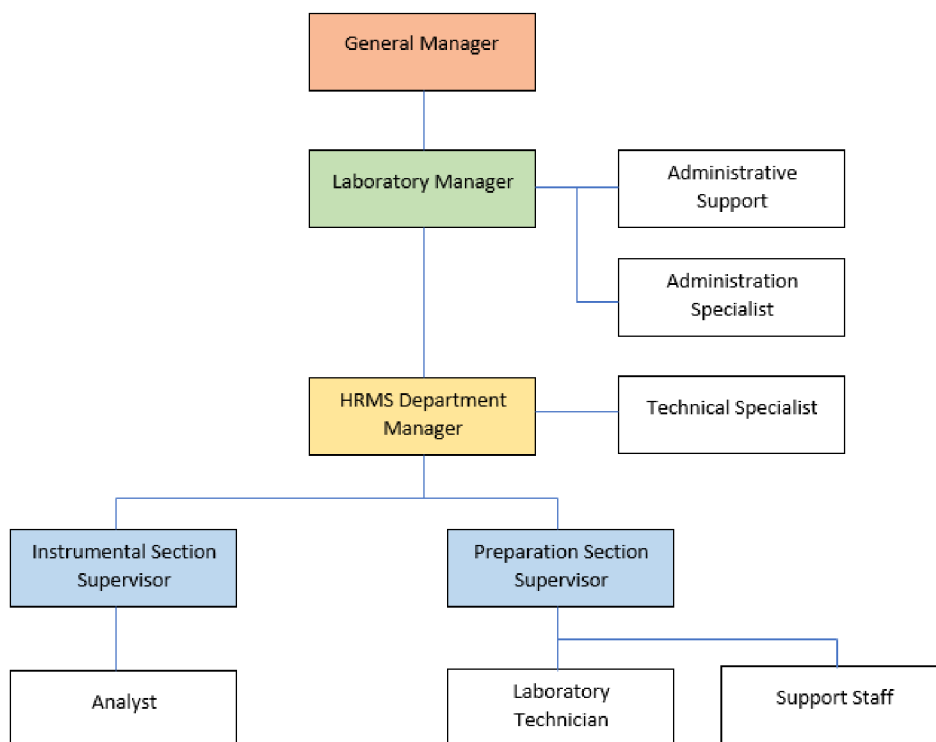 General Manager
Laboratory Manager
Administrative
Support
Administration
Specialist
HRMS Department
Manager
Technical Specialist
Instrumental Section
Supervisor
Preparation Section
Supervisor
Analyst
Laboratory
Technician
Support Staff